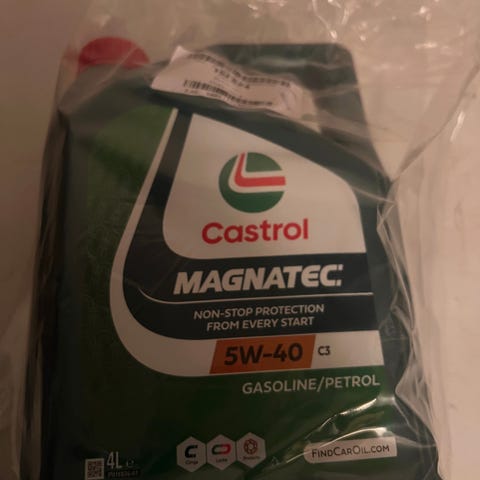 Castrol
MAGNATEC
NON-STOP PROTECTION
FROM EVERY START
5W-40 C3
GASOLINE/PETROL
4L
FINDCAROIL.COM